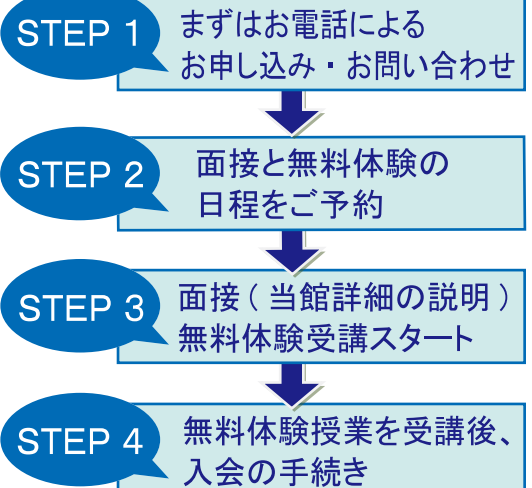 STEP 1
まずはお電話による
お申し込み・お問い合わせ
STEP 2
面接と無料体験の
日程をご予約
STEP 3
面接(当館詳細の説明)
無料体験受講スタート
STEP 4
無料体験授業を受講後、
入会の手続き